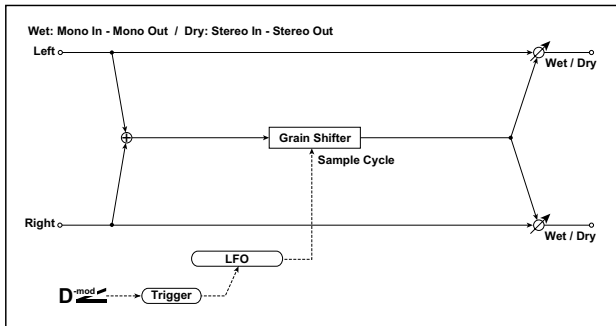 Wet: Mono In - Mono Out / Dry: Stereo In - Stereo Out
Left
Wet / Dry
Grain Shifter
Sample Cycle
Right
Wet / Dry
LFO
D-mod
Trigger